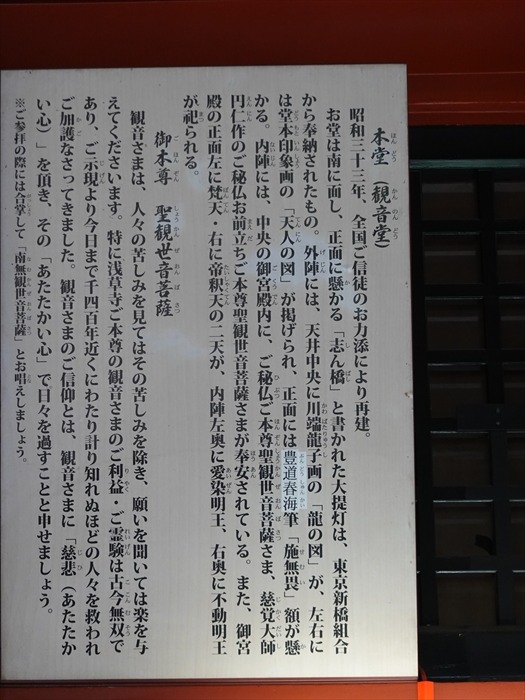 本堂（観音堂）
昭和三十三年、全国ご信徒のお力添により再建。
お堂は南に面し、正面に懸かる「志ん橋」と書かれた大提灯は、東京新橋組合
から奉納されたもの。外陣には、天井中央に川端龍子画の「龍の図」が、左右に
は堂本印象画の「天人の図」が掲げられ、正面には豊道春海筆「施無畏」額が懸
かる。内陣には、中央の御宮殿内に、ご秘仏ご本尊聖観世音菩薩さま、慈覚大師
円仁作のご秘仏お前立ちご本尊聖観世音菩薩さまが奉安されている。また、御宮
殿の正面左に梵天・右に帝釈天の二天が、内陣左奥に愛染明王、右奥に不動明王
が祀られる。
御本尊 聖観世音菩薩
観音さまは、人々の苦しみを見てはその苦しみを除き、願いを聞いては楽を与
えてくださいます。特に浅草寺ご本尊の観音さまのご利益・ご霊験は古今無双で
あり、ご示現より今日まで千四百年近くにわたり計り知れぬほどの人々を救われ
ご加護なさってきました。観音さまのご信仰とは、観音さまに「慈悲（あたたか
い心）」を頂き、その「あたたかい心」で日々を過すことと申せましょう。
※ご参拝の際には合掌して「南無観世音菩薩」とお唱えしましょう。